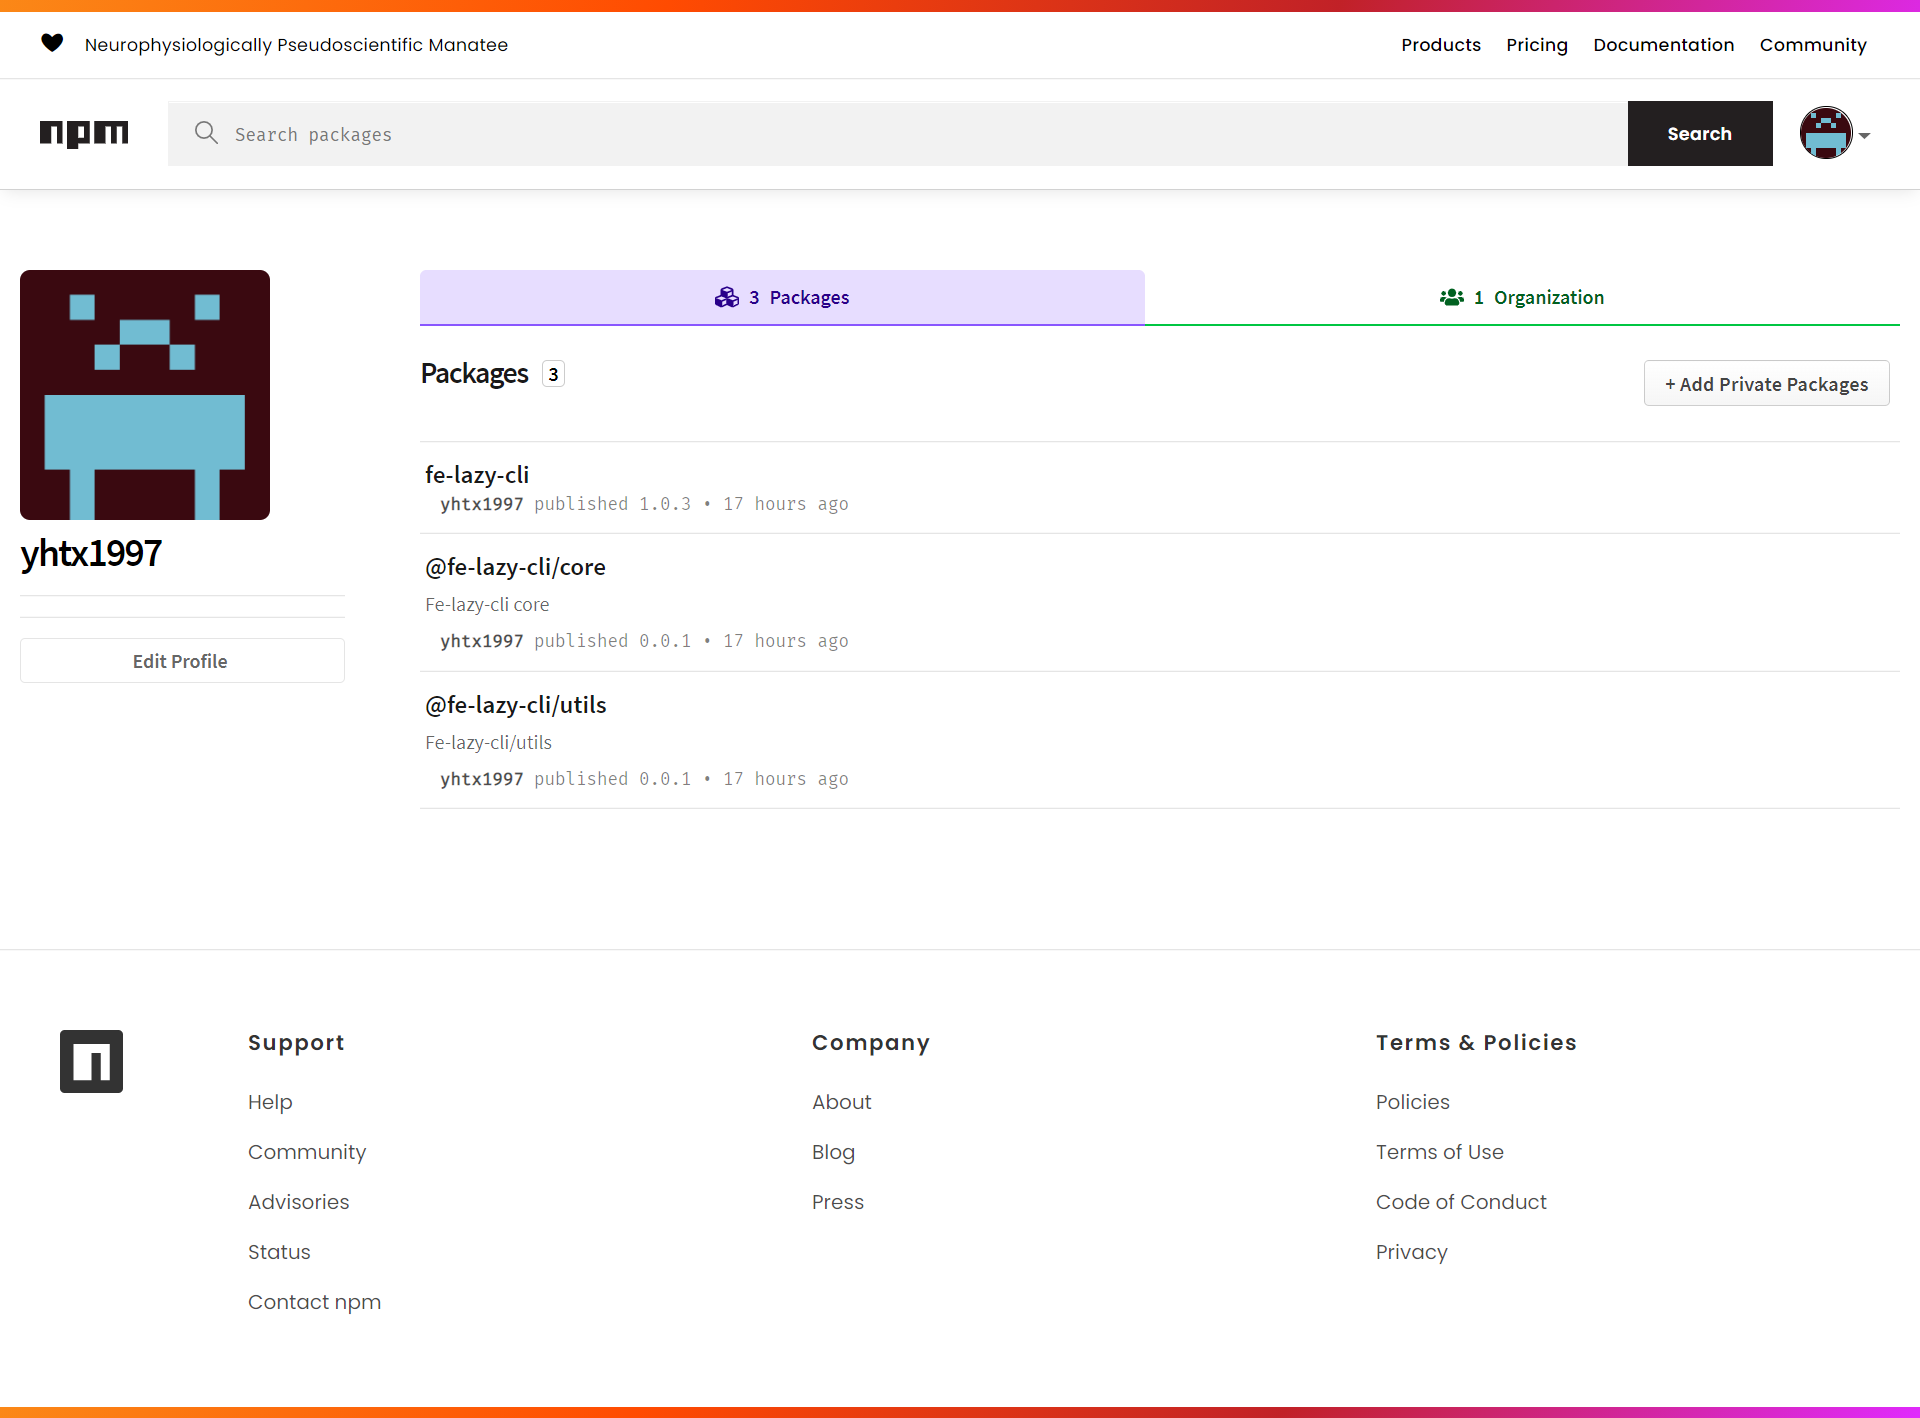 Neurophysiologically Pseudoscientific Manatee
Products Pricing Documentation Community
npm
Search packages
Search
3 Packages
1 Organization
Packages 3
+ Add Private Packages
yhtx1997
Edit Profile
fe-lazy-cli
yhtx1997 published 1.0.3 • 17 hours ago
@fe-lazy-cli/core
Fe-lazy-cli core
yhtx1997 published 0.0.1 • 17 hours ago
@fe-lazy-cli/utils
Fe-lazy-cli/utils
yhtx1997 published 0.0.1 • 17 hours ago
Support
Help
Community
Advisories
Status
Contact npm
Company
About
Blog
Press
Terms & Policies
Policies
Terms of Use
Code of Conduct
Privacy